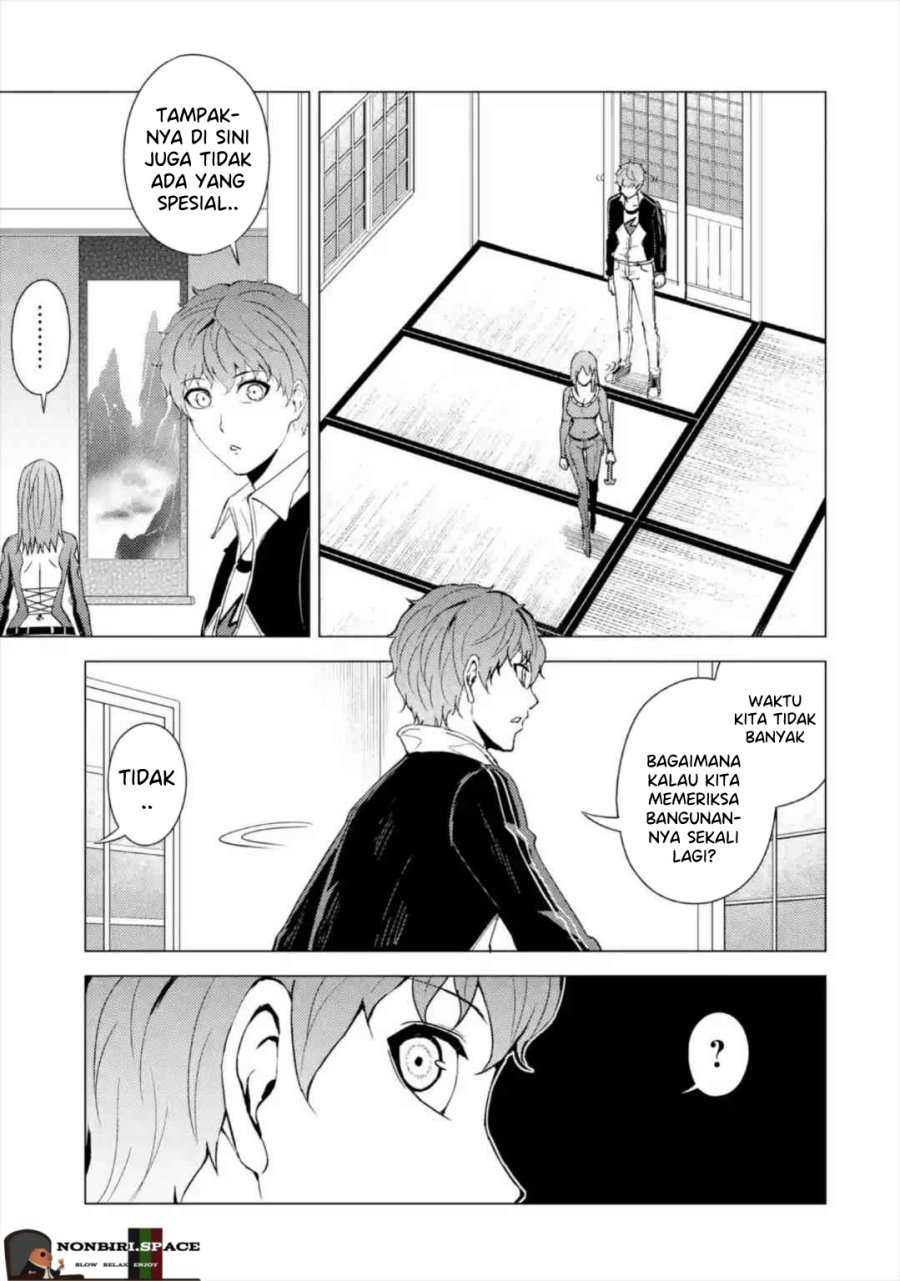 TAMPAK-
NYA DI SINI
JUGA TIDAK
ADA YANG
SPESIAL..
........
WAKTU
KITA TIDAK
BANYAK
BAGAIMANA
KALAU KITA
MEMERIKSA
BANGUNAN-
NYA SEKALI
LAGI?
TIDAK
..
?
NONBIRI.SPACE
SLOW RELAX ENJOY